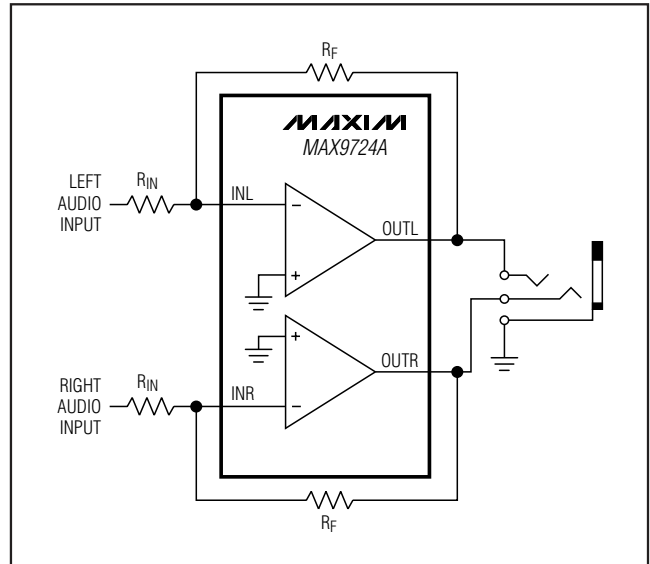 RF
MAXIM
MAX9724A
LEFT
AUDIO
INPUT
RIN
INL
−
OUTL
+
+
OUTR
RIGHT
AUDIO
INPUT
RIN
INR
−
RF